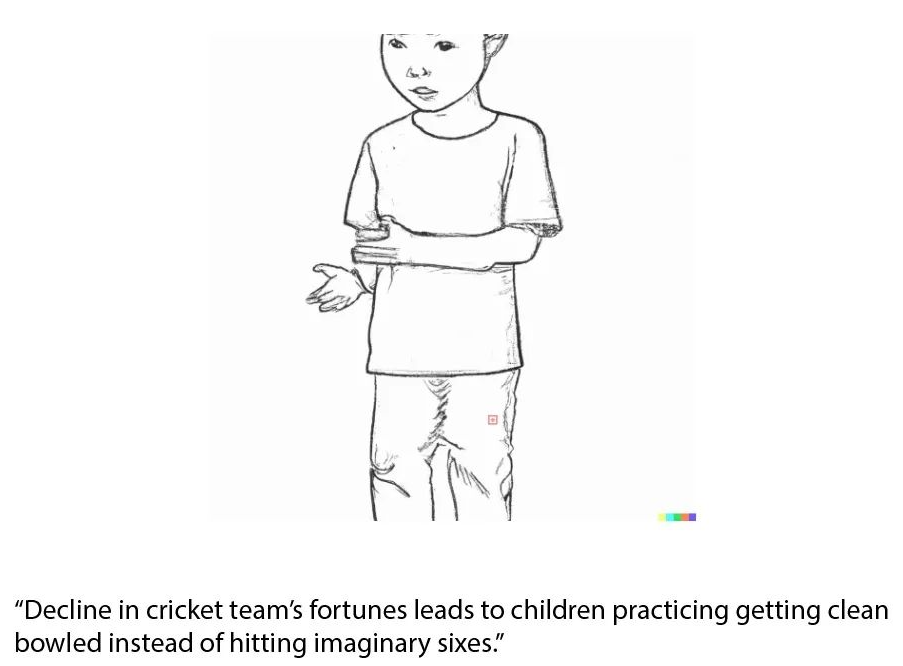 “Decline in cricket team’s fortunes leads to children practicing getting clean
bowled instead of hitting imaginary sixes.”